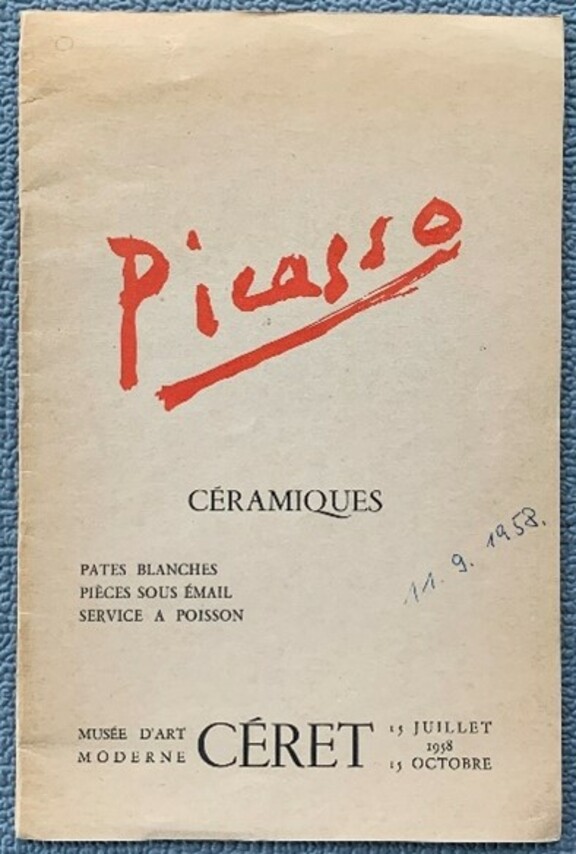 Picasso
CÉRAMIQUES
PATES BLANCHES
PIÈCES SOUS ÉMAIL
SERVICE A POISSON
11. 9. 1958.
MUSÉE D'ART
MODERNE
CÉRET
15 JUILLET
1958
15 OCTOBRE